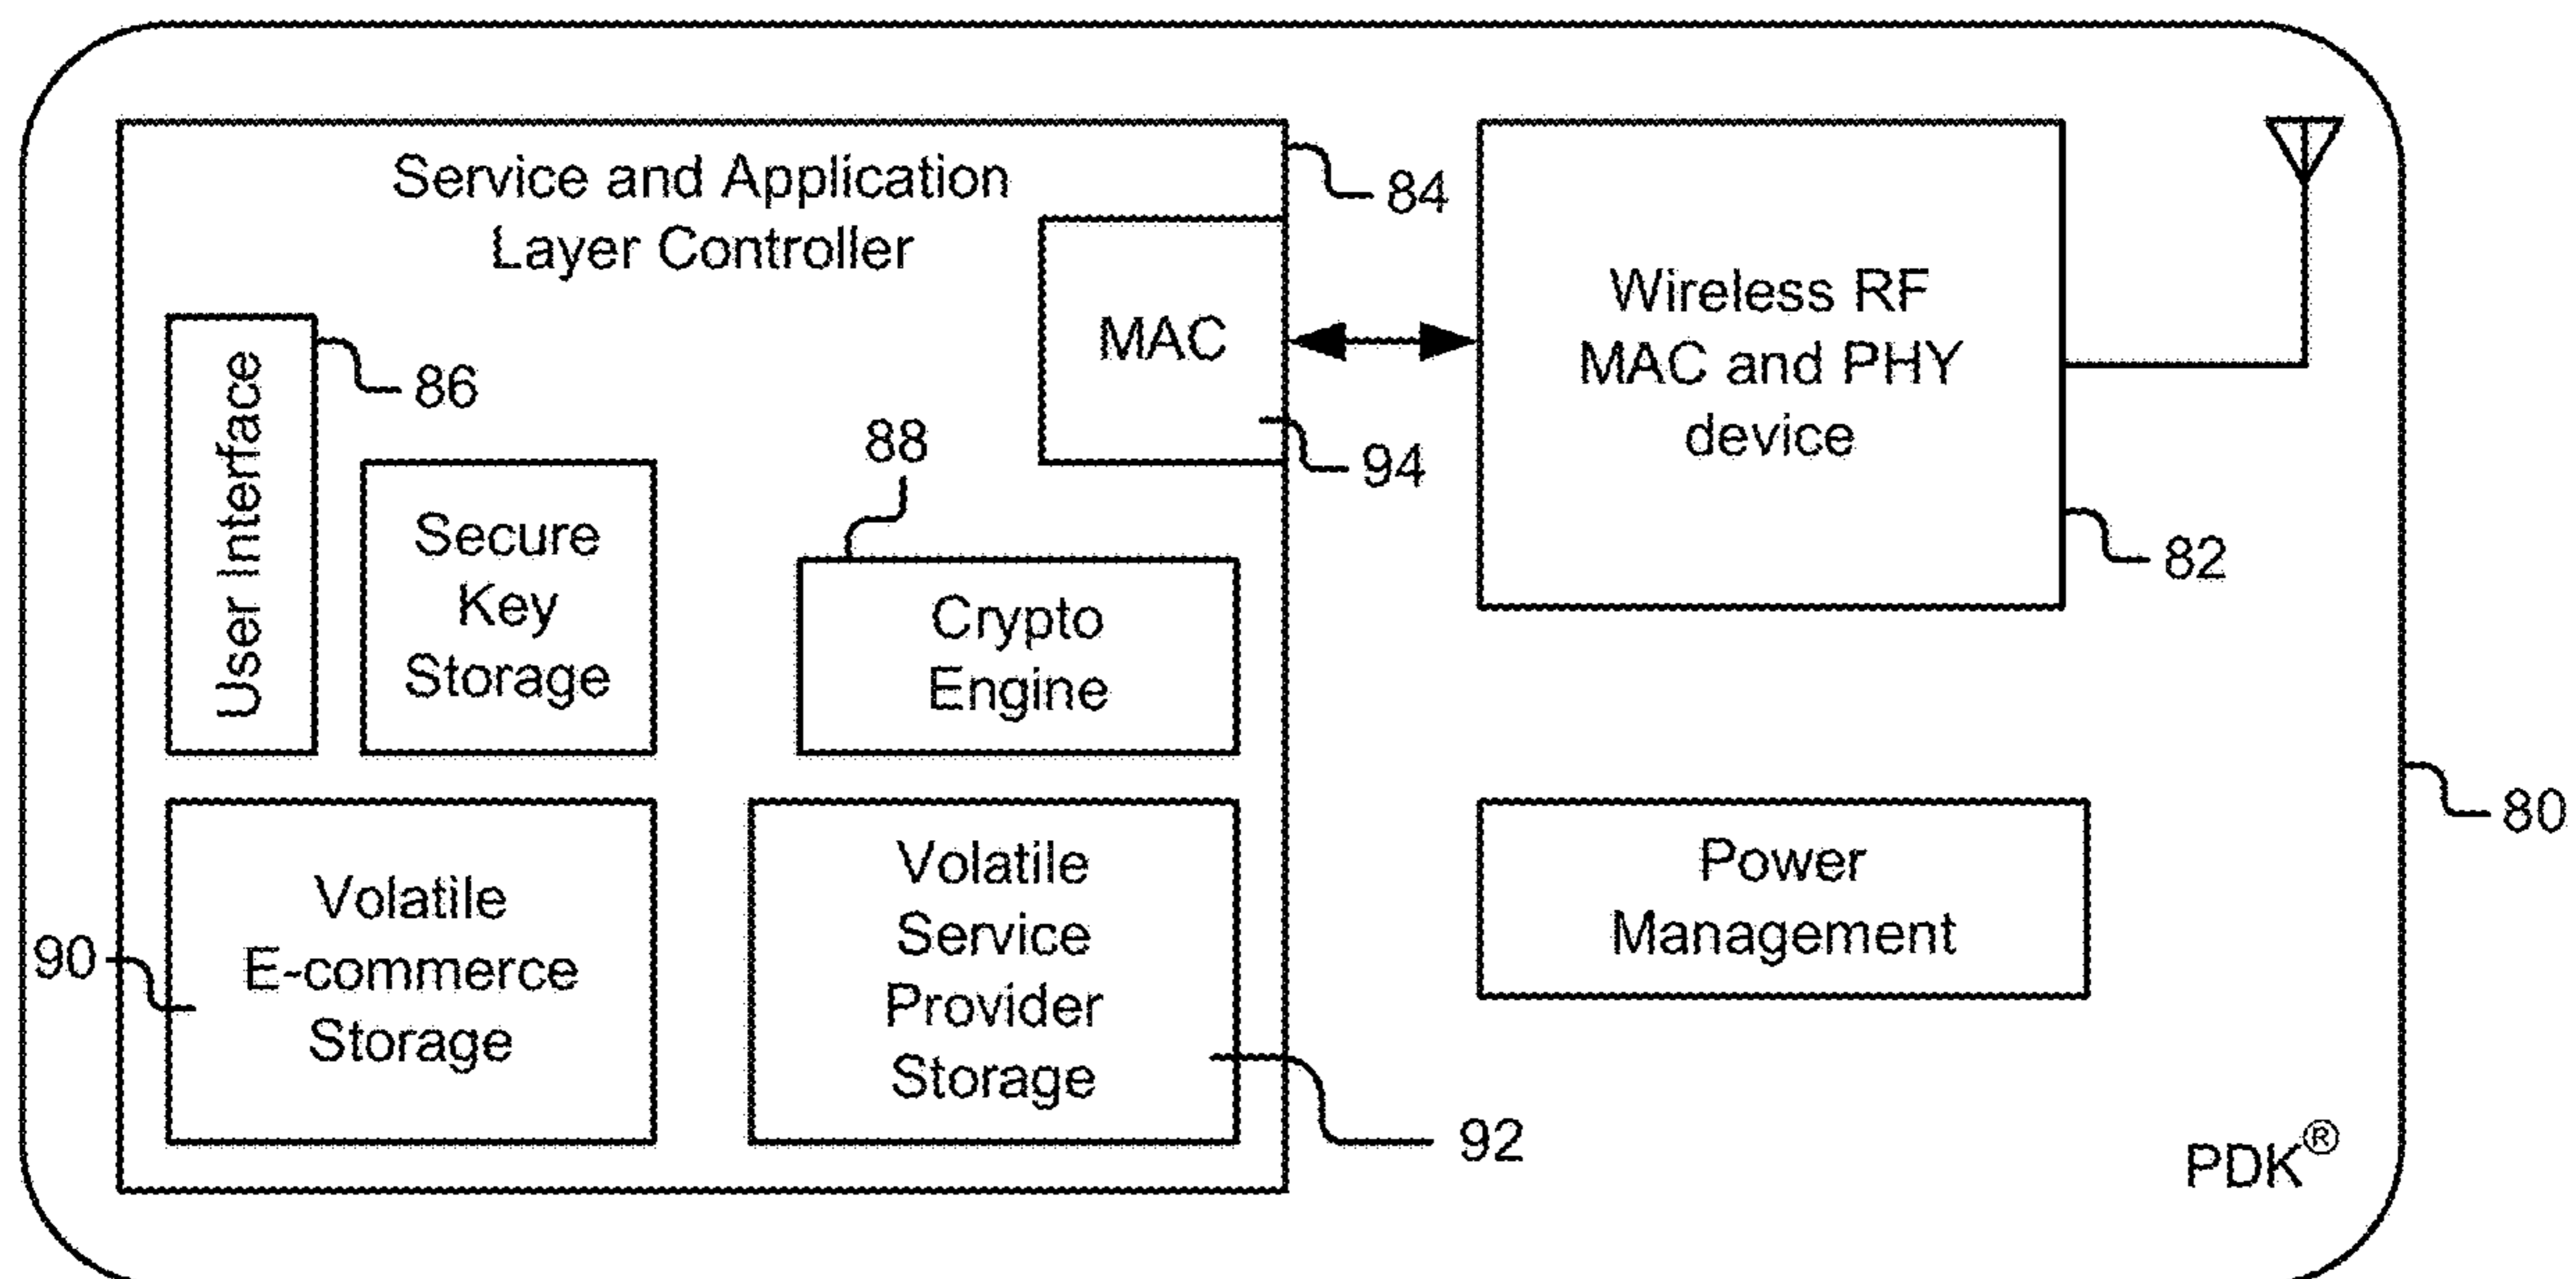 Service and Application
Layer Controller
84
MAC
94
Wireless RF
MAC and PHY
device
82
User Interface
86
Secure
Key
Storage
88
Crypto
Engine
Volatile
E-commerce
Storage
90
Volatile
Service
Provider
Storage
92
Power
Management
80
PDK®